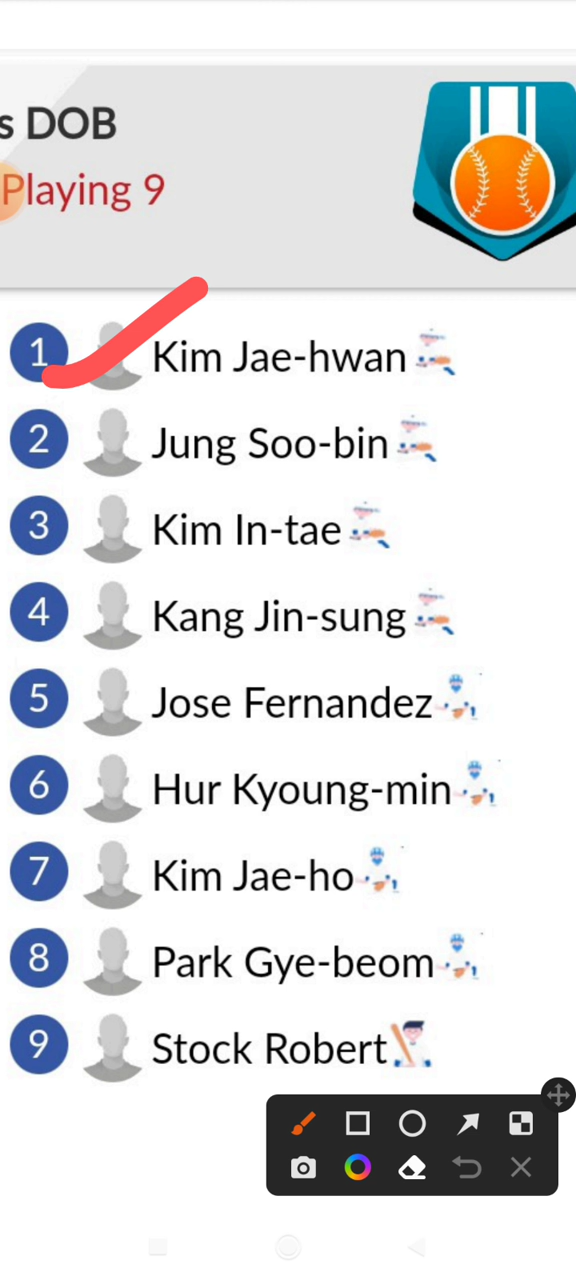 s DOB
Playing 9
1 Kim Jae-hwan
2 Jung Soo-bin
3 Kim In-tae
4 Kang Jin-sung
5 Jose Fernandez
6 Hur Kyoung-min
7 Kim Jae-ho
8 Park Gye-beom
9 Stock Robert